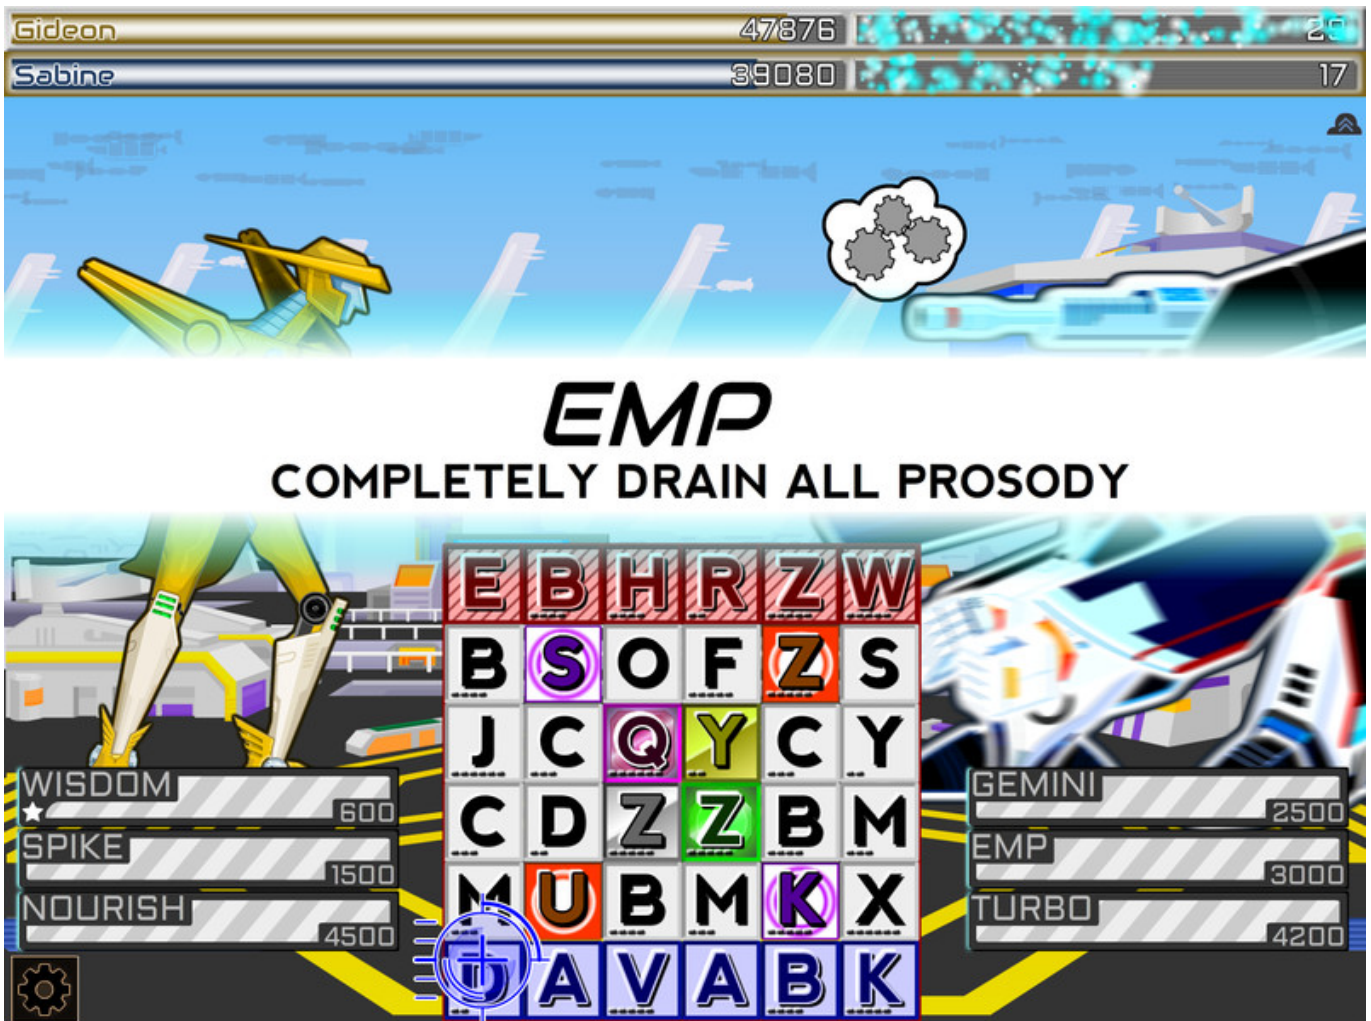 Gideon 47876
Sabine 39080 17
EMP
COMPLETELY DRAIN ALL PROSODY
E B H R Z W
B S O F Z S
J C Q Y C Y
C D Z Z B M
M U B M K X
A V A B K
WISDOM
600
SPIKE
1500
NOURISH
4500
GEMINI
2500
EMP
3000
TURBO
4200